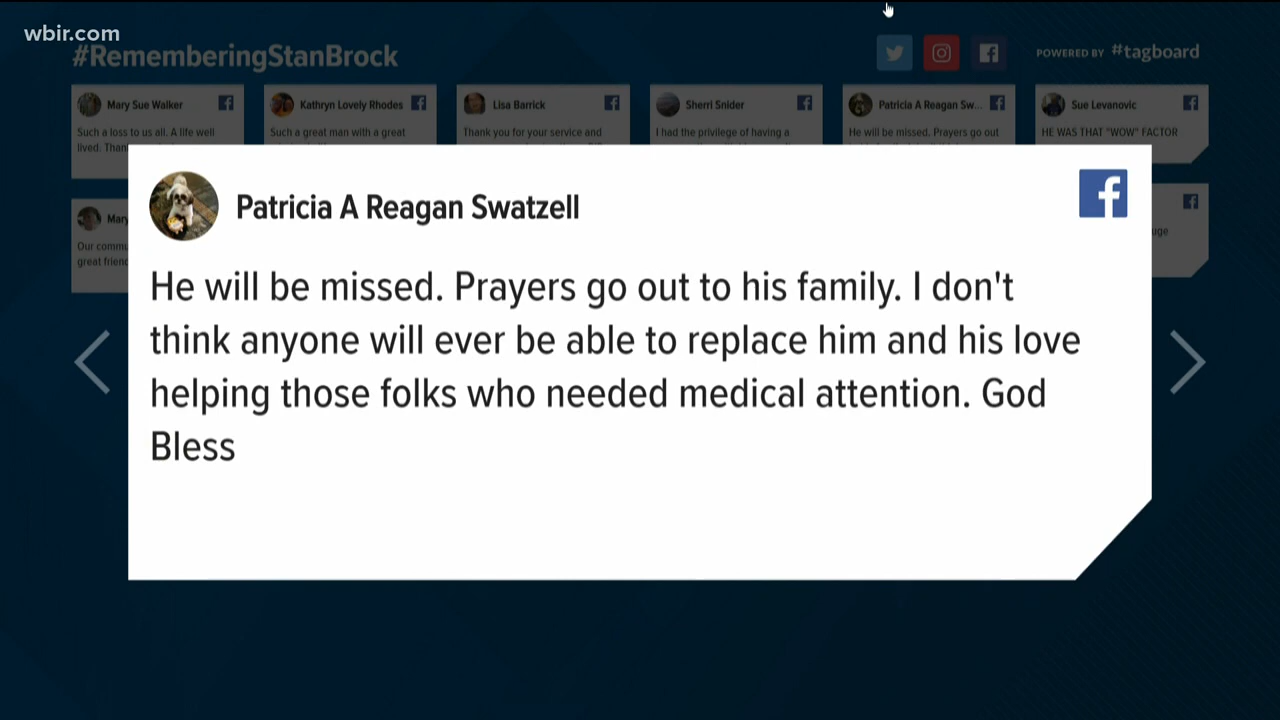 wbir.com
#RememberingStanBrock
POWERED BY #tagboard
Mary Sue Walker
Such a loss to us all. A life well
lived.
Kathryn Lovely Rhodes
Such a great man with a great
Lisa Barrick
Thank you for your service and
Sherri Snider
I had the privilege of having a
Patricia A Reagan Sw...
He will be missed. Prayers go out
Sue Levanovic
HE WAS THAT "WOW" FACTOR
Patricia A Reagan Swatzell
He will be missed. Prayers go out to his family. I don't
think anyone will ever be able to replace him and his love
helping those folks who needed medical attention. God
Bless
Our
great